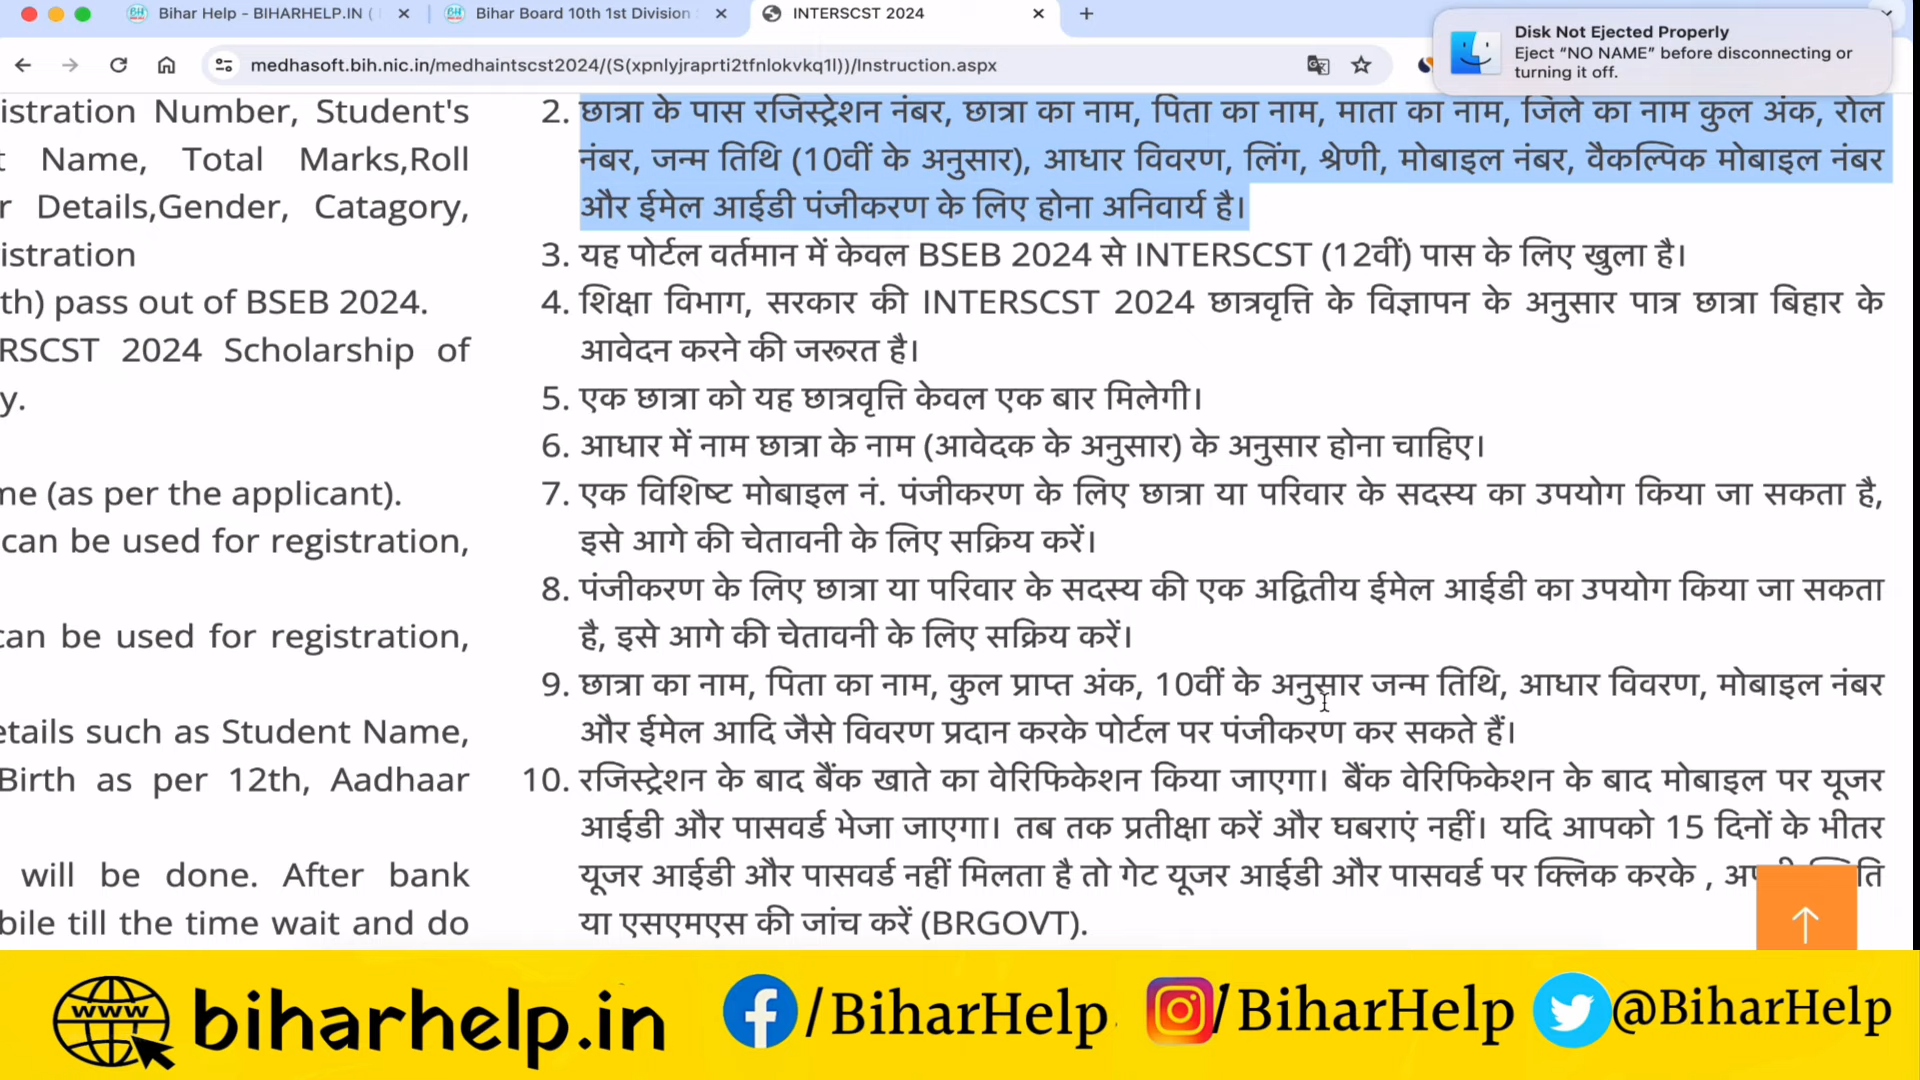 Bihar Help - BIHARHELP.IN (
Bihar Board 10th 1st Division
INTERSCST 2024
Disk Not Ejected Properly
Eject “NO NAME” before disconnecting or
turning it off.
medhasoft.bih.nic.in/medhaintscst2024/(S(xpnlyjraprti2tfnlokvkq1l))/Instruction.aspx
istration Number, Student's
t Name, Total Marks,Roll
r Details,Gender, Catagory,
istration
th) pass out of BSEB 2024.
RSCST 2024 Scholarship of
y.
ne (as per the applicant).
can be used for registration,
can be used for registration,
etails such as Student Name,
Birth as per 12th, Aadhaar
will be done. After bank
bile till the time wait and do
2. छात्रा के पास रजिस्ट्रेशन नंबर, छात्रा का नाम, पिता का नाम, माता का नाम, जिले का नाम कुल अंक, रोल
नंबर, जन्म तिथि (10वीं के अनुसार), आधार विवरण, लिंग, श्रेणी, मोबाइल नंबर, वैकल्पिक मोबाइल नंबर
और ईमेल आईडी पंजीकरण के लिए होना अनिवार्य है।
3. यह पोर्टल वर्तमान में केवल BSEB 2024 से INTERSCST (12वीं) पास के लिए खुला है।
4. शिक्षा विभाग, सरकार की INTERSCST 2024 छात्रवृत्ति के विज्ञापन के अनुसार पात्र छात्रा बिहार के
आवेदन करने की जरूरत है।
5. एक छात्रा को यह छात्रवृत्ति केवल एक बार मिलेगी।
6. आधार में नाम छात्रा के नाम (आवेदक के अनुसार) के अनुसार होना चाहिए।
7. एक विशिष्ट मोबाइल नं. पंजीकरण के लिए छात्रा या परिवार के सदस्य का उपयोग किया जा सकता है,
इसे आगे की चेतावनी के लिए सक्रिय करें।
8. पंजीकरण के लिए छात्रा या परिवार के सदस्य की एक अद्वितीय ईमेल आईडी का उपयोग किया जा सकता
है, इसे आगे की चेतावनी के लिए सक्रिय करें।
9. छात्रा का नाम, पिता का नाम, कुल प्राप्त अंक, 10वीं के अनुसार जन्म तिथि, आधार विवरण, मोबाइल नंबर
और ईमेल आदि जैसे विवरण प्रदान करके पोर्टल पर पंजीकरण कर सकते हैं।
10. रजिस्ट्रेशन के बाद बैंक खाते का वेरिफिकेशन किया जाएगा। बैंक वेरिफिकेशन के बाद मोबाइल पर यूजर
आईडी और पासवर्ड भेजा जाएगा। तब तक प्रतीक्षा करें और घबराएं नहीं। यदि आपको 15 दिनों के भीतर
यूजर आईडी और पासवर्ड नहीं मिलता है तो गेट यूजर आईडी और पासवर्ड पर क्लिक करके ,
या एसएमएस की जांच करें (BRGOVT).
www
biharhelp.in
/BiharHelp
/BiharHelp
@BiharHelp